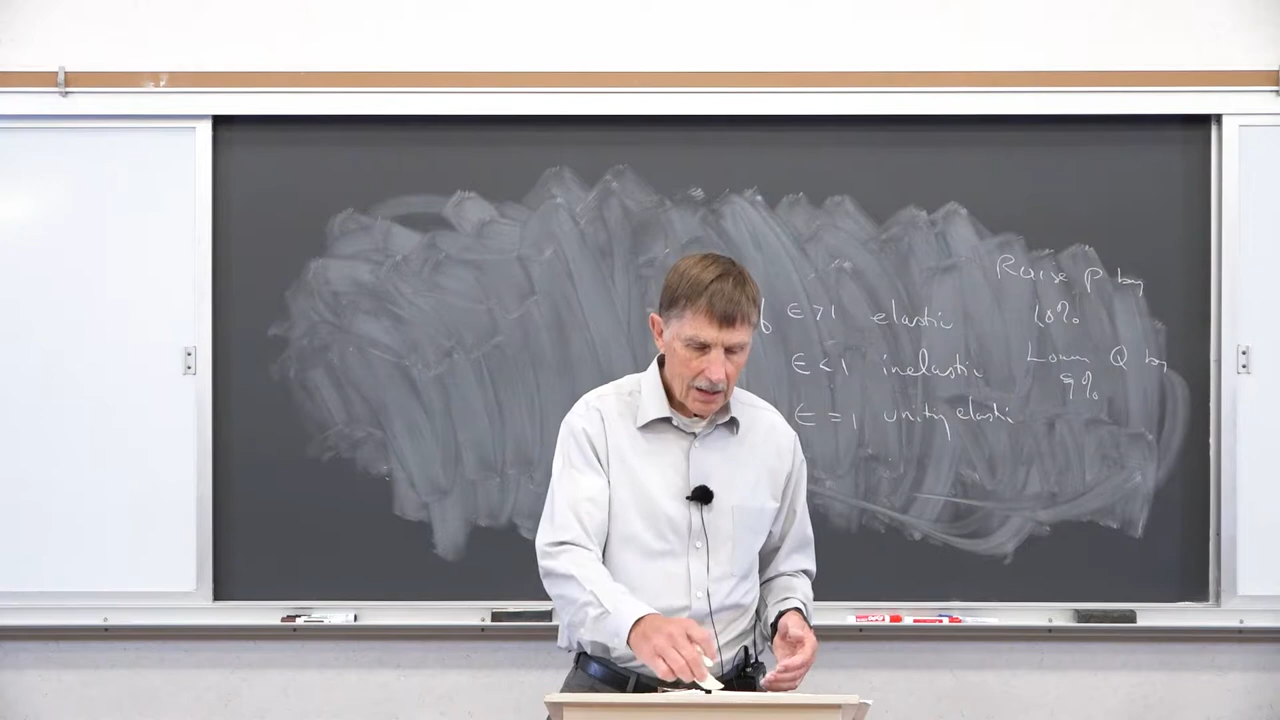 Raise P by
10%
∈ > 1 elastic
∈ < 1 inelastic
Lower Q by
9%
∈ = 1 unity elastic